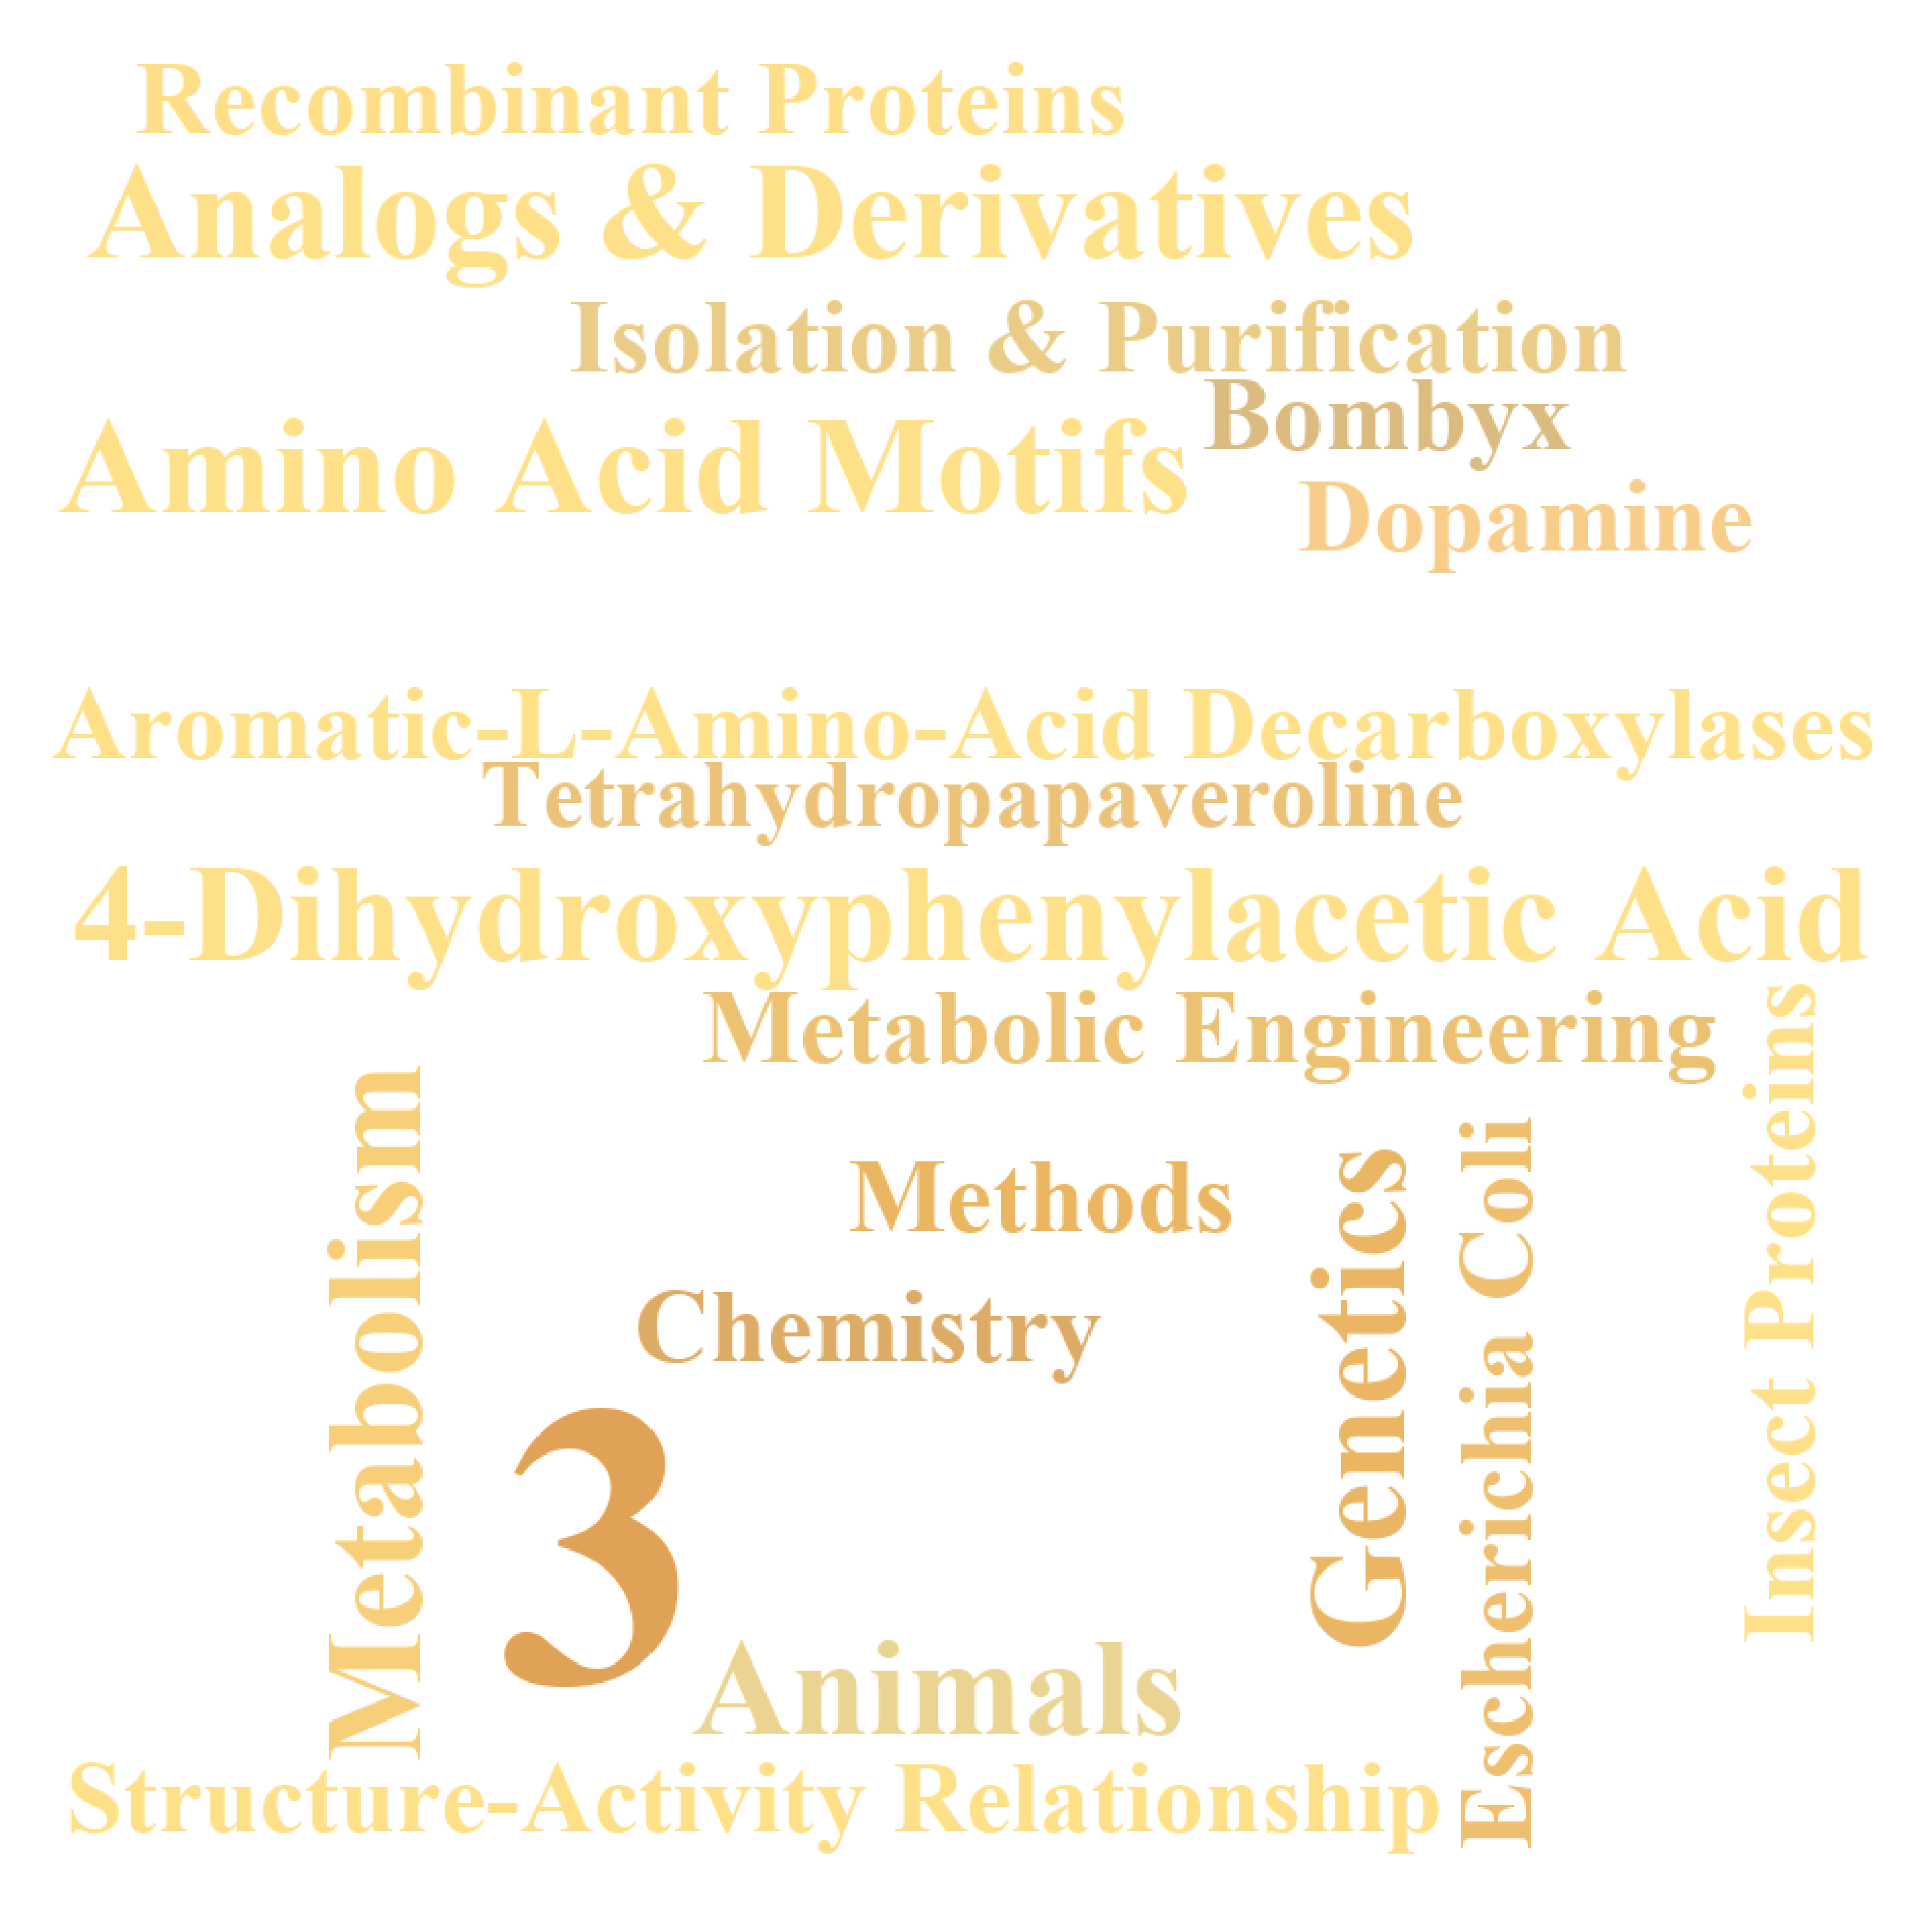 Recombinant Proteins
Analogs & Derivatives
Isolation & Purification
Bombyx
Amino Acid Motifs
Dopamine
Aromatic-L-Amino-Acid Decarboxylases
Tetrahydropapaveroline
4-Dihydroxyphenylacetic Acid
Metabolic Engineering
Insect Proteins
Metabolism
Escherichia Coli
Genetics
Methods
Chemistry
3
Animals
Structure-Activity Relationship